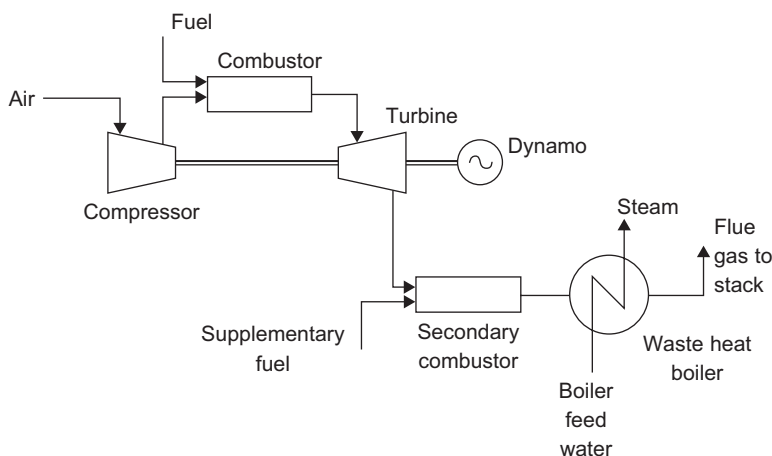 Fuel
Combustor
Air
Turbine
Dynamo
Compressor
Steam
Flue
gas to
stack
Supplementary
fuel
Secondary
combustor
Waste heat
boiler
Boiler
feed
water